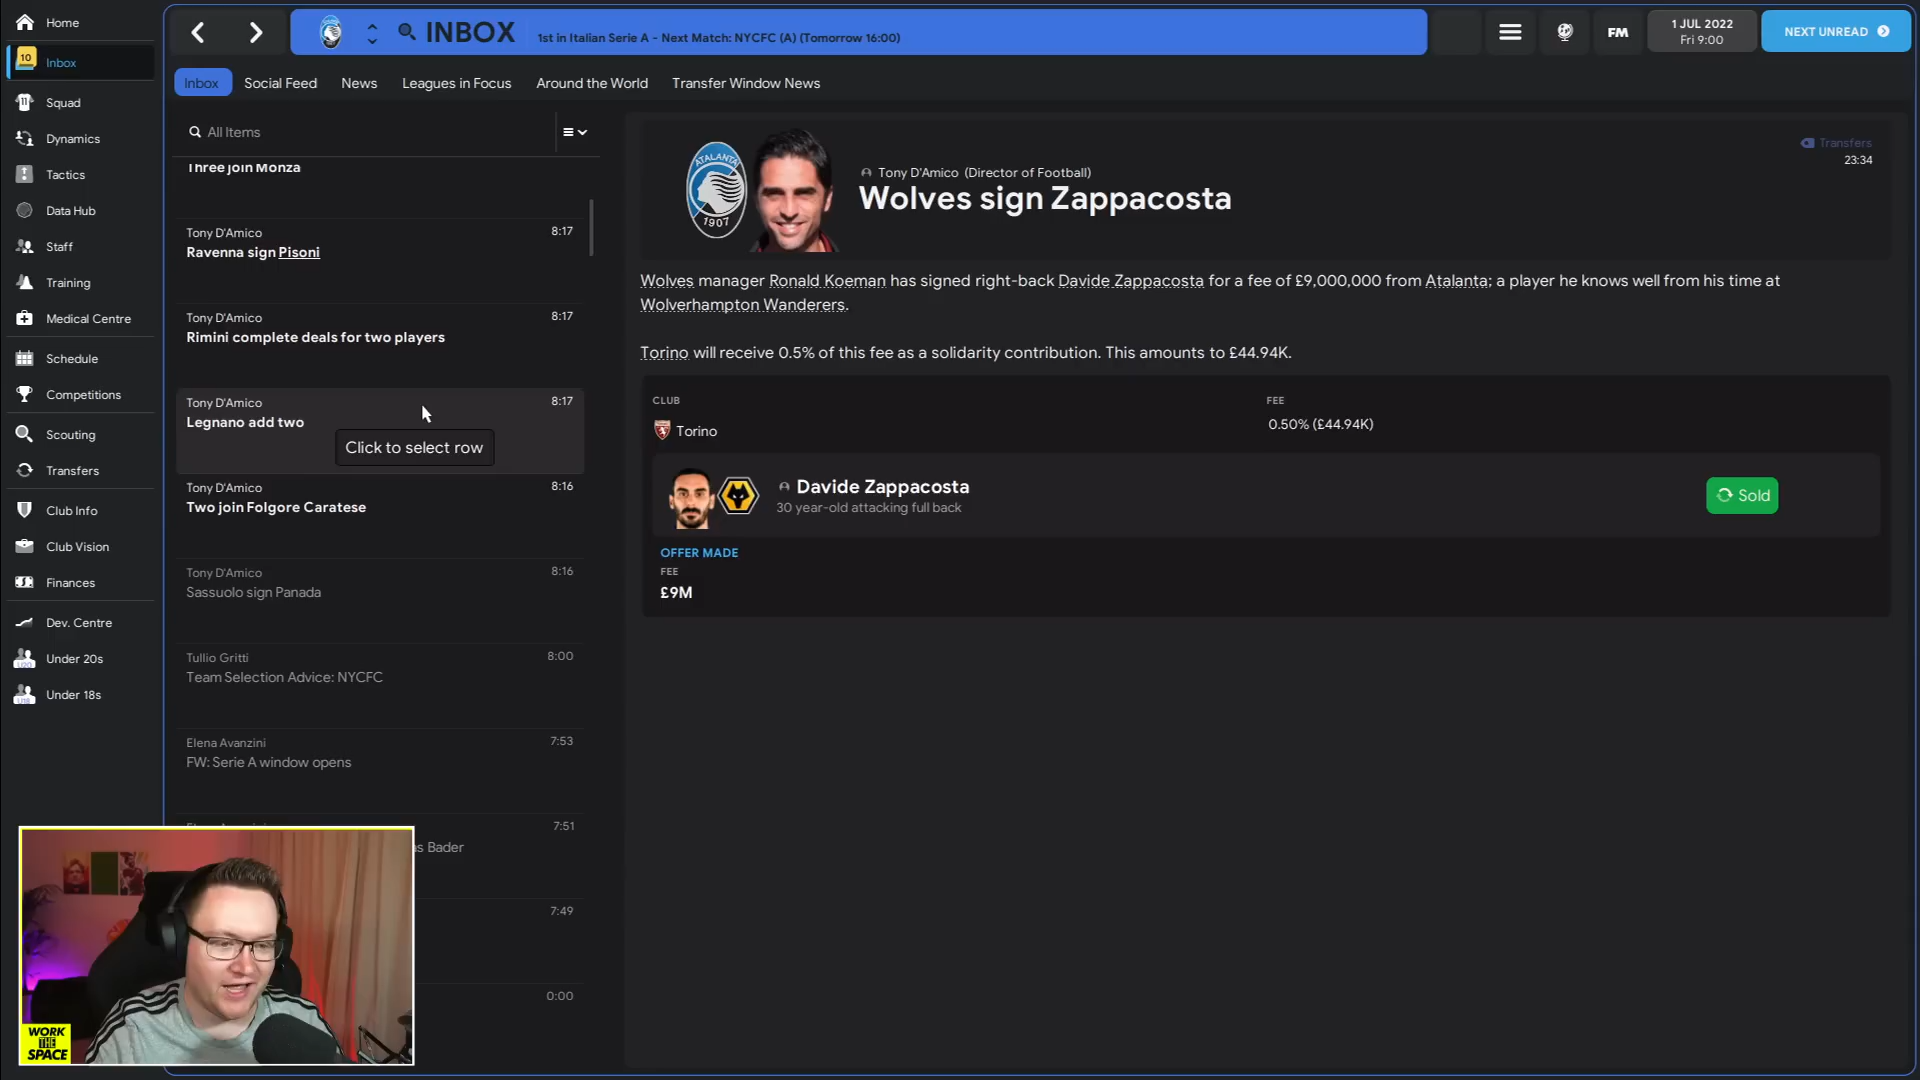 Home
10
Inbox
Squad
Dynamics
Tactics
Data Hub
Staff
Training
Medical Centre
Schedule
Competitions
Scouting
Transfers
Club Info
Club Vision
Finances
Dev. Centre
Under 20s
Under 18s
INBOX
1st in Italian Serie A - Next Match: NYCFC (A) (Tomorrow 16:00)
FM
1 JUL 2022
Fri 9:00
NEXT UNREAD
Inbox Social Feed News Leagues in Focus Around the World Transfer Window News
All Items
Three join Monza
Tony D'Amico 8:17
Ravenna sign Pisoni
Tony D'Amico 8:17
Rimini complete deals for two players
Tony D'Amico 8:17
Legnano add two
Click to select row
Tony D'Amico 8:16
Two join Folgore Caratese
Tony D'Amico 8:16
Sassuolo sign Panada
Tullio Gritti 8:00
Team Selection Advice: NYCFC
Elena Avanzini 7:53
FW: Serie A window opens
7:51
as Bader
7:49
0:00
ATALANTA
1907
Tony D'Amico (Director of Football)
Wolves sign Zappacosta
Transfers
23:34
Wolves manager Ronald Koeman has signed right-back Davide Zappacosta for a fee of £9,000,000 from Atalanta; a player he knows well from his time at
Wolverhampton Wanderers.
Torino will receive 0.5% of this fee as a solidarity contribution. This amounts to £44.94K.
CLUB FEE
Torino 0.50% (£44.94K)
Davide Zappacosta
30 year-old attacking full back
Sold
OFFER MADE
FEE
£9M
WORK
THE
SPACE